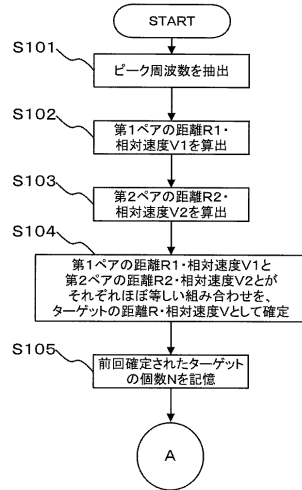 START
S101
ピーク周波数を抽出
S102
第1ペアの距離R1・
相対速度V1を算出
S103
第2ペアの距離R2・
相対速度V2を算出
S104
第1ペアの距離R1・相対速度V1と
第2ペアの距離R2・相対速度V2とが
それぞれほぼ等しい組み合わせを、
ターゲットの距離R・相対速度Vとして確定
S105
前回確定されたターゲット
の個数Nを記憶
A